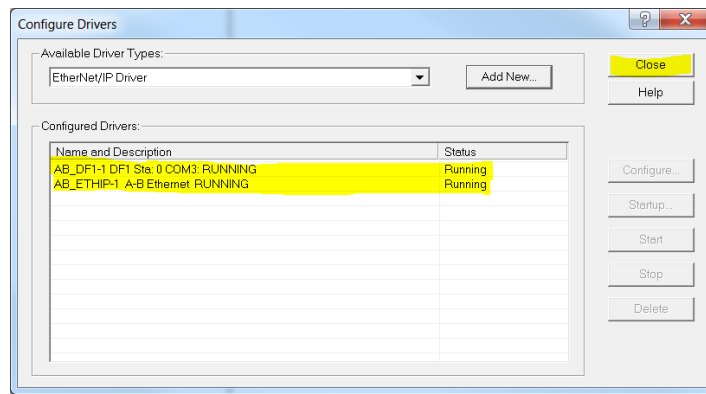 Configure Drivers
Available Driver Types:
EtherNet/IP Driver
Add New...
Close
Help
Configured Drivers:
Name and Description Status
AB_DF1-1 DF1 Sta: 0 COM3: RUNNING Running
AB_ETHIP-1 A-B Ethernet RUNNING Running
Configure...
Startup...
Start
Stop
Delete